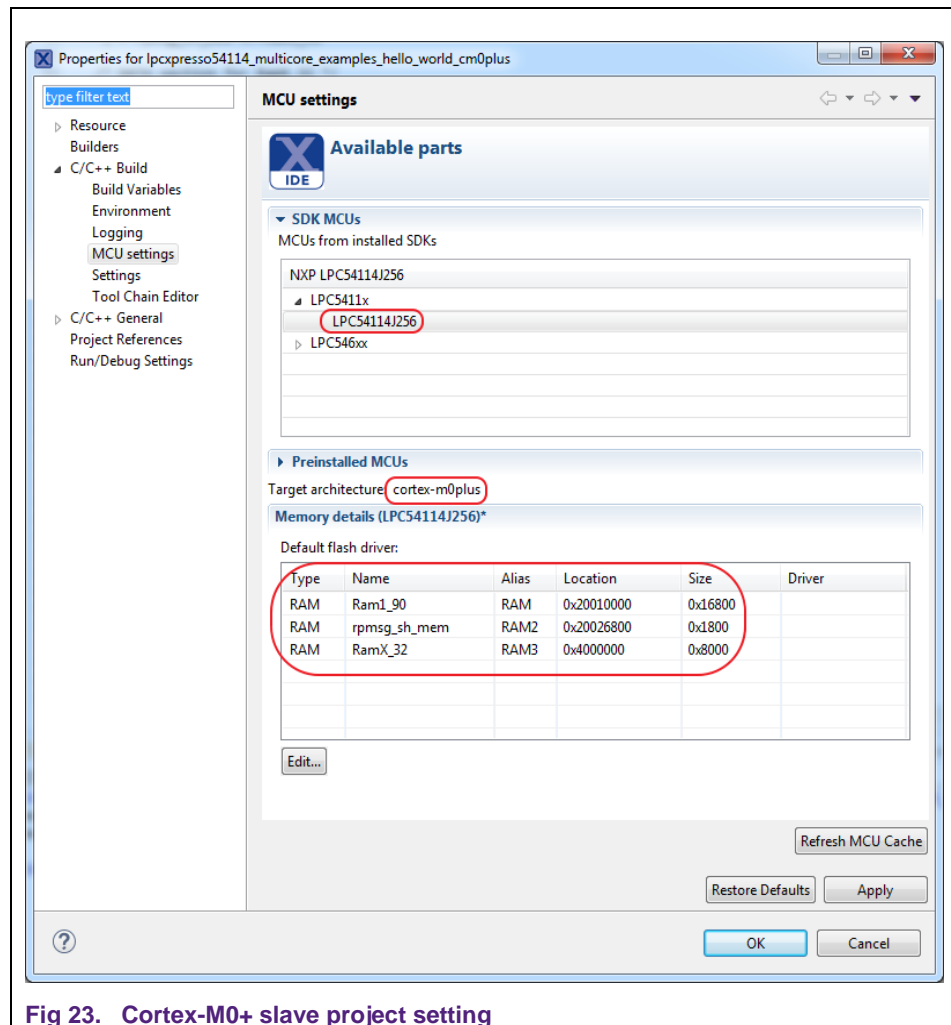 Properties for lpcxpresso54114_multicore_examples_hello_world_cm0plus
type filter text
Resource
Builders
C/C++ Build
Build Variables
Environment
Logging
MCU settings
Settings
Tool Chain Editor
C/C++ General
Project References
Run/Debug Settings
MCU settings
IDE
Available parts
SDK MCUs
MCUs from installed SDKs
NXP LPC54114J256
LPC5411x
LPC54114J256
LPC546xx
Preinstalled MCUs
Target architecture: cortex-m0plus
Memory details (LPC54114J256)*
Default flash driver:
Type Name Alias Location Size Driver
RAM Ram1_90 RAM 0x20010000 0x16800
RAM rpmsg_sh_mem RAM2 0x20026800 0x1800
RAM RamX_32 RAM3 0x4000000 0x8000
Edit...
Refresh MCU Cache
Restore Defaults Apply
? OK Cancel
Fig 23. Cortex-M0+ slave project setting